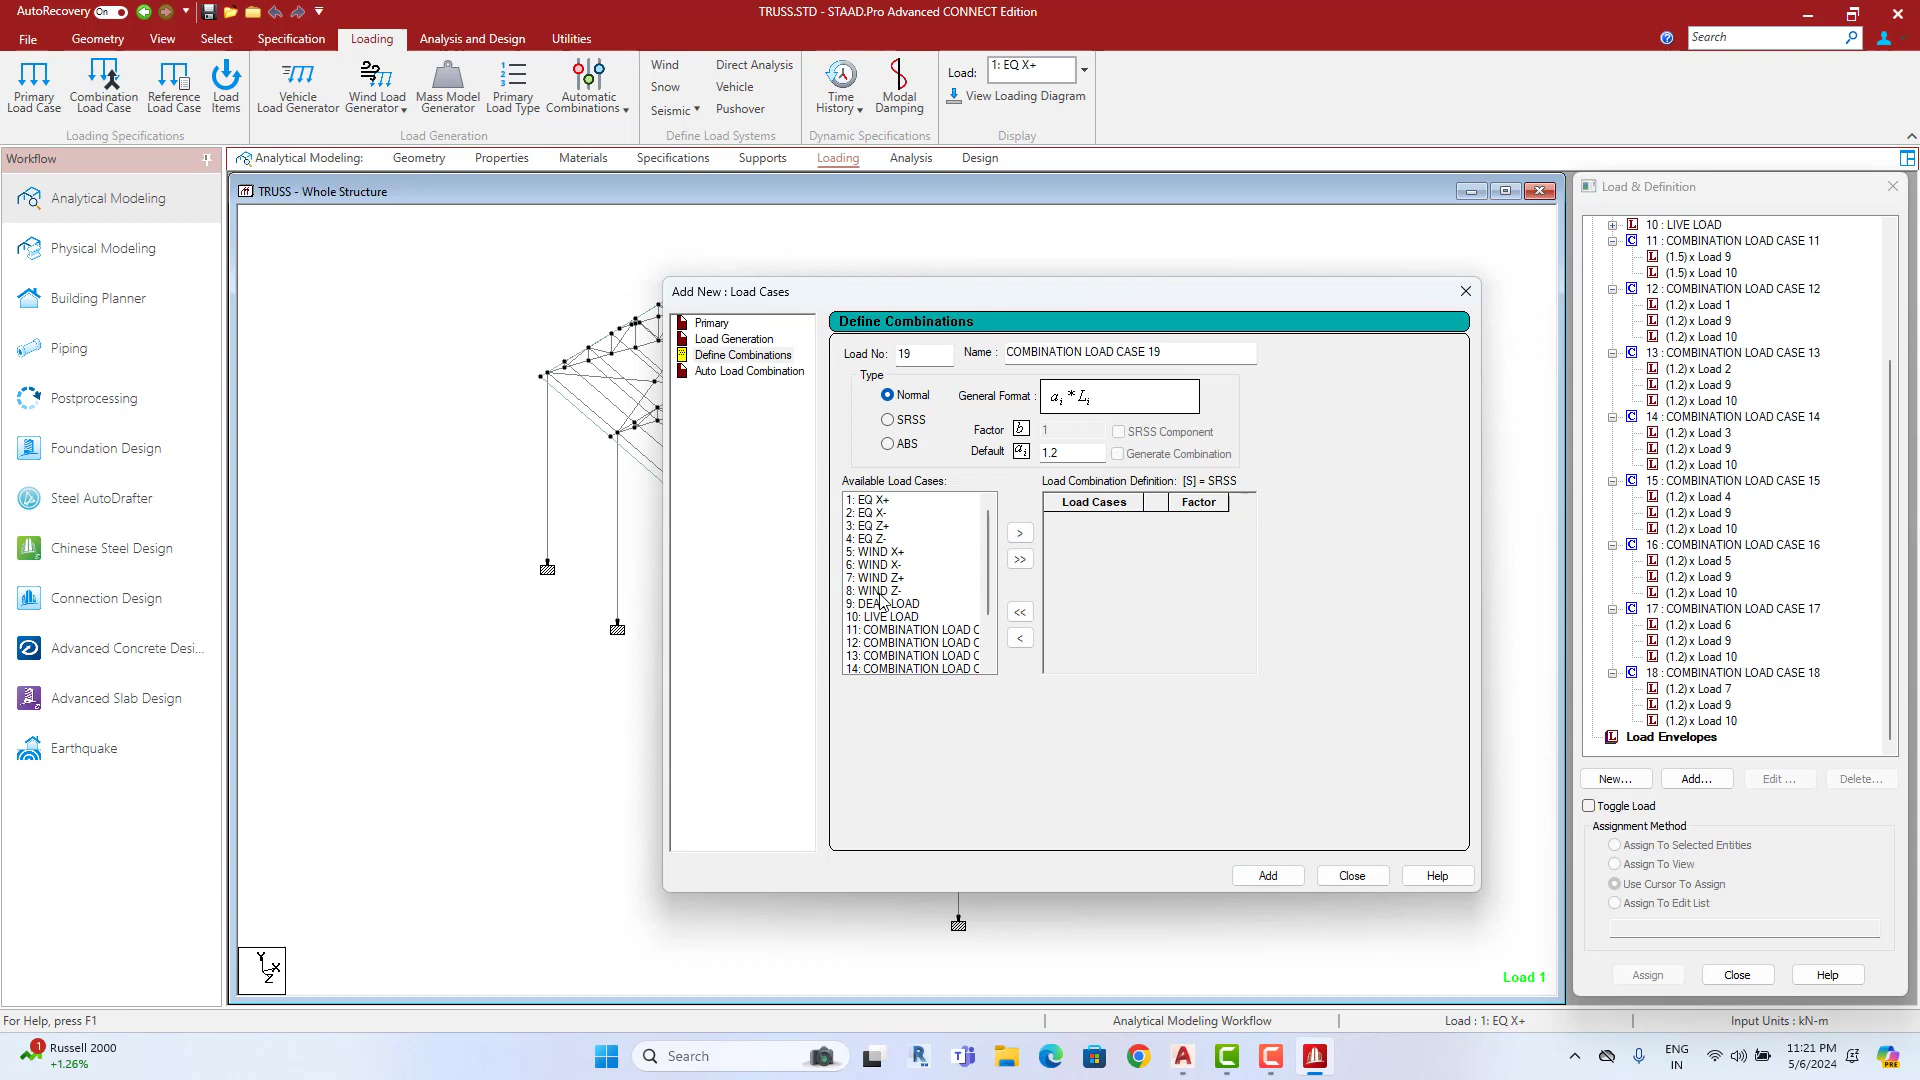 AutoRecovery On
TRUSS.STD - STAAD.Pro Advanced CONNECT Edition
File
Geometry
View
Select
Specification
Loading
Analysis and Design
Utilities
Search
Primary Load Case
Combination Load Case
Reference Load Case
Load Items
Loading Specifications
Vehicle Load Generator
Wind Load Generator
Mass Model Generator
Primary Load Type
Automatic Combinations
Load Generation
Wind
Snow
Seismic
Direct Analysis
Vehicle
Pushover
Define Load Systems
Time History
Modal Damping
Dynamic Specifications
Load: 1: EQ X+
View Loading Diagram
Display
Workflow
Analytical Modeling
Physical Modeling
Building Planner
Piping
Postprocessing
Foundation Design
Steel AutoDrafter
Chinese Steel Design
Connection Design
Advanced Concrete Desi...
Advanced Slab Design
Earthquake
Analytical Modeling:
Geometry
Properties
Materials
Specifications
Supports
Loading
Analysis
Design
TRUSS - Whole Structure
Y
X
Z
Load 1
Add New : Load Cases
Primary
Load Generation
Define Combinations
Auto Load Combination
Define Combinations
Load No: 19
Name : COMBINATION LOAD CASE 19
Type
Normal
SRSS
ABS
General Format : ai * Li
Factor b 1
SRSS Component
Default ai 1.2
Generate Combination
Available Load Cases:
1: EQ X+
2: EQ X-
3: EQ Z+
4: EQ Z-
5: WIND X+
6: WIND X-
7: WIND Z+
8: WIND Z-
9: DEAD LOAD
10: LIVE LOAD
11: COMBINATION LOAD C
12: COMBINATION LOAD C
13: COMBINATION LOAD C
14: COMBINATION LOAD C
>
>>
<<
<
Load Combination Definition: [S] = SRSS
Load Cases
Factor
Add
Close
Help
Load & Definition
10 : LIVE LOAD
11 : COMBINATION LOAD CASE 11
(1.5) x Load 9
(1.5) x Load 10
12 : COMBINATION LOAD CASE 12
(1.2) x Load 1
(1.2) x Load 9
(1.2) x Load 10
13 : COMBINATION LOAD CASE 13
(1.2) x Load 2
(1.2) x Load 9
(1.2) x Load 10
14 : COMBINATION LOAD CASE 14
(1.2) x Load 3
(1.2) x Load 9
(1.2) x Load 10
15 : COMBINATION LOAD CASE 15
(1.2) x Load 4
(1.2) x Load 9
(1.2) x Load 10
16 : COMBINATION LOAD CASE 16
(1.2) x Load 5
(1.2) x Load 9
(1.2) x Load 10
17 : COMBINATION LOAD CASE 17
(1.2) x Load 6
(1.2) x Load 9
(1.2) x Load 10
18 : COMBINATION LOAD CASE 18
(1.2) x Load 7
(1.2) x Load 9
(1.2) x Load 10
Load Envelopes
New...
Add...
Edit ...
Delete...
Toggle Load
Assignment Method
Assign To Selected Entities
Assign To View
Use Cursor To Assign
Assign To Edit List
Assign
Close
Help
For Help, press F1
Analytical Modeling Workflow
Load : 1: EQ X+
Input Units : kN-m
1
Russell 2000
+1.26%
Search
ENG
IN
11:21 PM
5/6/2024
PRE